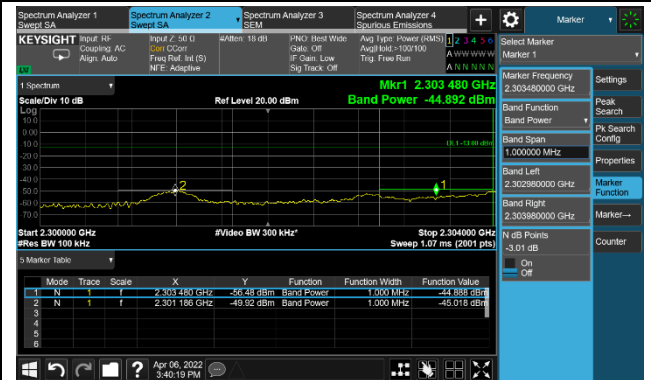 Spectrum Analyzer 1
Swept SA
Spectrum Analyzer 2
Swept SA
Spectrum Analyzer 3
SEM
Spectrum Analyzer 4
Spurious Emissions
+
Marker
KEYSIGHT
Input: RF
Coupling: AC
Align: Auto
Input Z: 50 Ω
Corr CCorr
Freq Ref: Int (S)
NFE: Adaptive
#Atten: 18 dB
PNO: Best Wide
Gate: Off
IF Gain: Low
Sig Track: Off
Avg Type: Power (RMS)
Avg|Hold:>100/100
Trig: Free Run
1 2 3 4 5 6
A W W W W W
A N N N N N
Select Marker
Marker 1
1 Spectrum
Mkr1 2.303 480 GHz
Scale/Div 10 dB
Ref Level 20.00 dBm
Band Power -44.892 dBm
Log
10.0
0.00
-10.0
-20.0
-30.0
-40.0
-50.0
-60.0
-70.0
DL1 -13.00 dBm
2
1
Start 2.300000 GHz
#Video BW 300 kHz*
Stop 2.304000 GHz
#Res BW 100 kHz
Sweep 1.07 ms (2001 pts)
5 Marker Table
Mode Trace Scale X Y Function Function Width Function Value
1 N 1 f 2.303 480 GHz -56.48 dBm Band Power 1.000 MHz -44.888 dBm
2 N 1 f 2.301 186 GHz -49.92 dBm Band Power 1.000 MHz -45.018 dBm
3
4
5
6
Marker Frequency
2.303480000 GHz
Band Function
Band Power
Band Span
1.000000 MHz
Band Left
2.302980000 GHz
Band Right
2.303980000 GHz
N dB Points
-3.01 dB
On
Off
Settings
Peak
Search
Pk Search
Config
Properties
Marker
Function
Marker→
Counter
?
Apr 06, 2022
3:40:19 PM